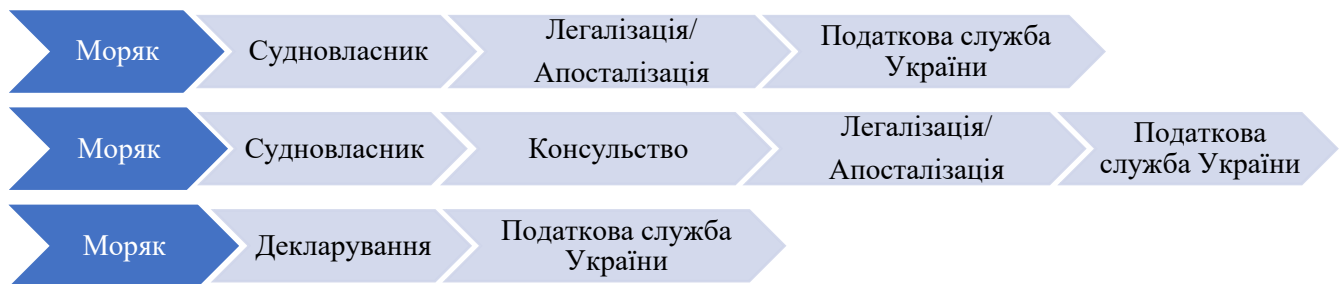 Моряк
Судновласник
Легалізація/
Апосталізація
Податкова служба
України
Моряк
Судновласник
Консульство
Легалізація/
Апосталізація
Податкова
служба України
Моряк
Декларування
Податкова служба
України